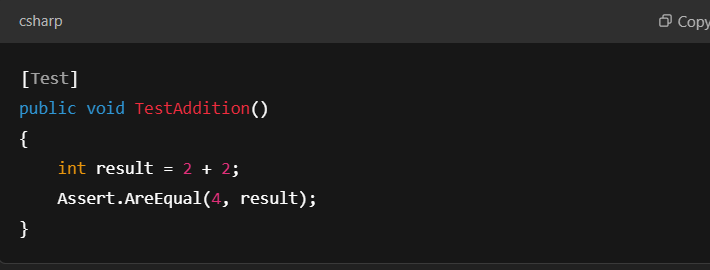 csharp
Copy
[Test]
public void TestAddition()
{
    int result = 2 + 2;
    Assert.AreEqual(4, result);
}